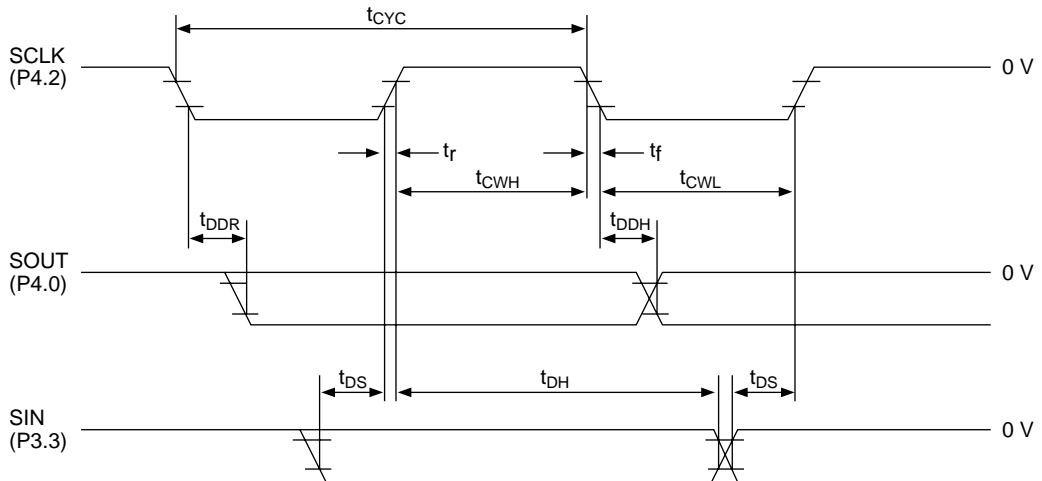 tCYC
SCLK
(P4.2)
0 V
tr
tf
tCWH
tCWL
tDDR
tDDH
SOUT
(P4.0)
0 V
tDS
tDH
tDS
SIN
(P3.3)
0 V